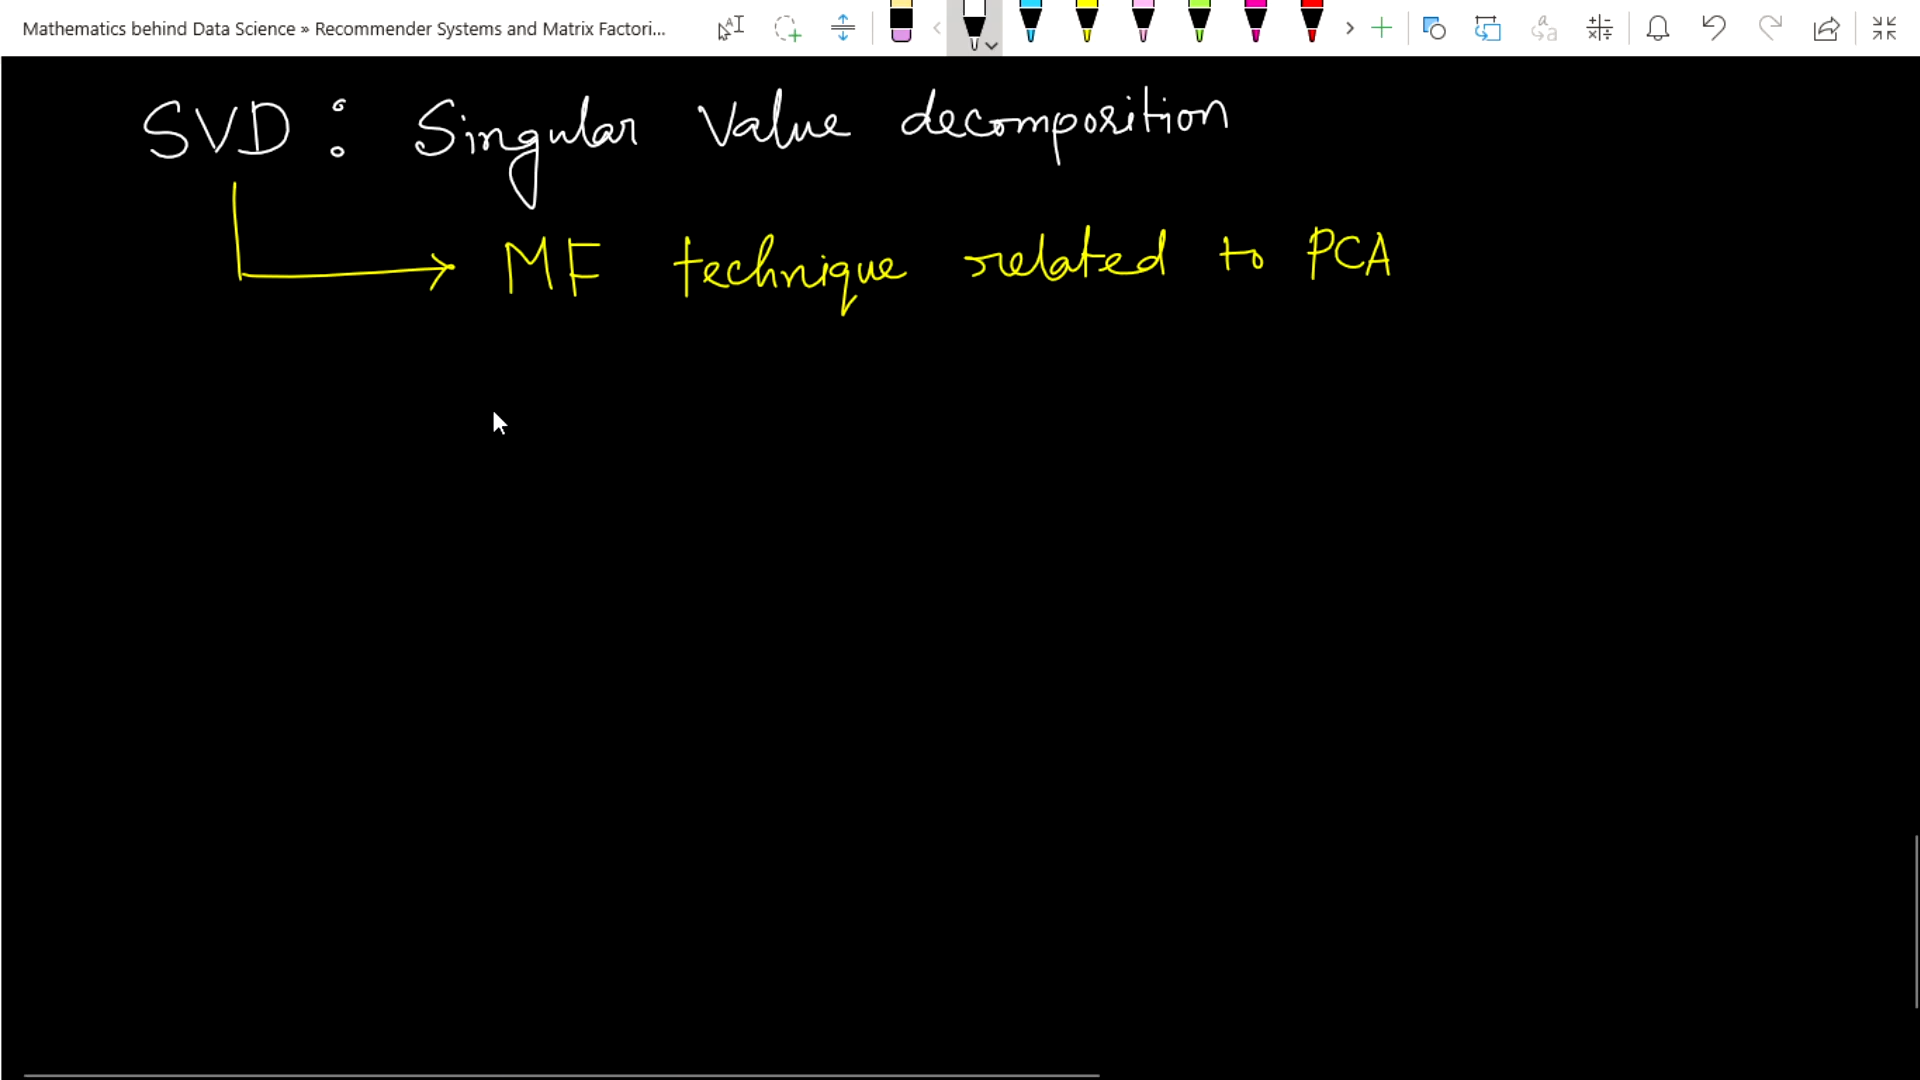 Mathematics behind Data Science » Recommender Systems and Matrix Factori...
SVD : Singular Value decomposition
MF technique related to PCA